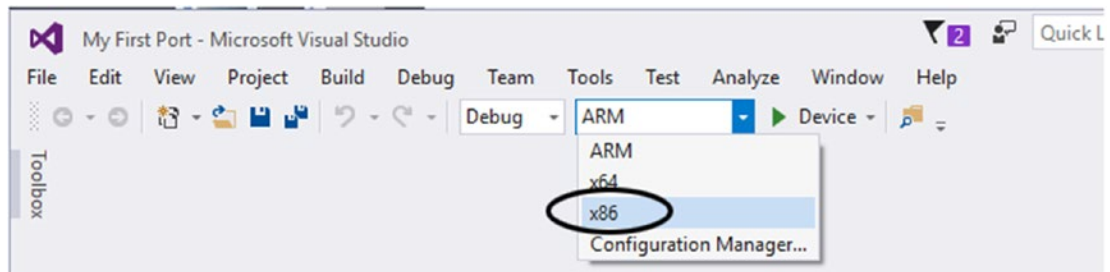 My First Port - Microsoft Visual Studio
2
Quick L
File Edit View Project Build Debug Team Tools Test Analyze Window Help
Debug ARM Device
Toolbox
ARM
x64
x86
Configuration Manager...